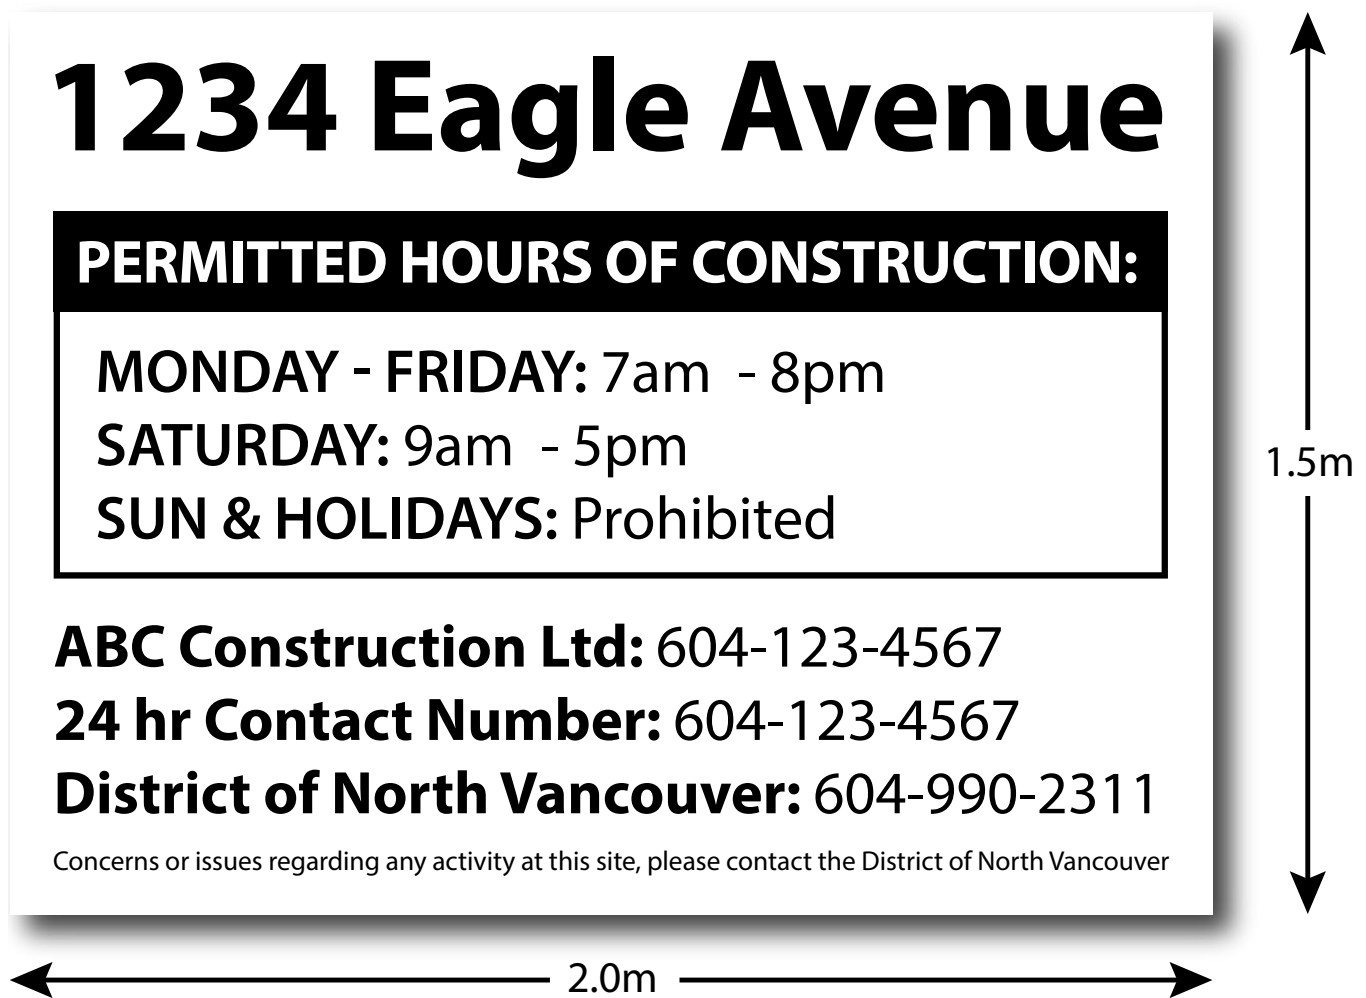 1234 Eagle Avenue
PERMITTED HOURS OF CONSTRUCTION:
MONDAY - FRIDAY: 7am - 8pm
SATURDAY: 9am - 5pm
SUN & HOLIDAYS: Prohibited
ABC Construction Ltd: 604-123-4567
24 hr Contact Number: 604-123-4567
District of North Vancouver: 604-990-2311
Concerns or issues regarding any activity at this site, please contact the District of North Vancouver
1.5m
2.0m